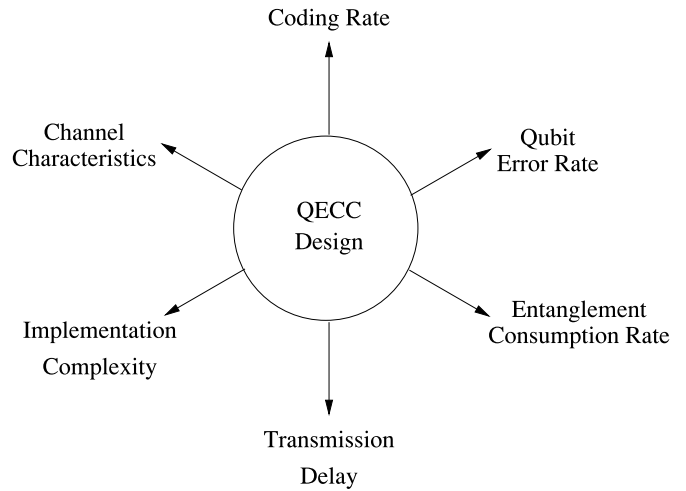 Coding Rate
Channel
Characteristics
Qubit
Error Rate
QECC
Design
Implementation
Complexity
Entanglement
Consumption Rate
Transmission
Delay